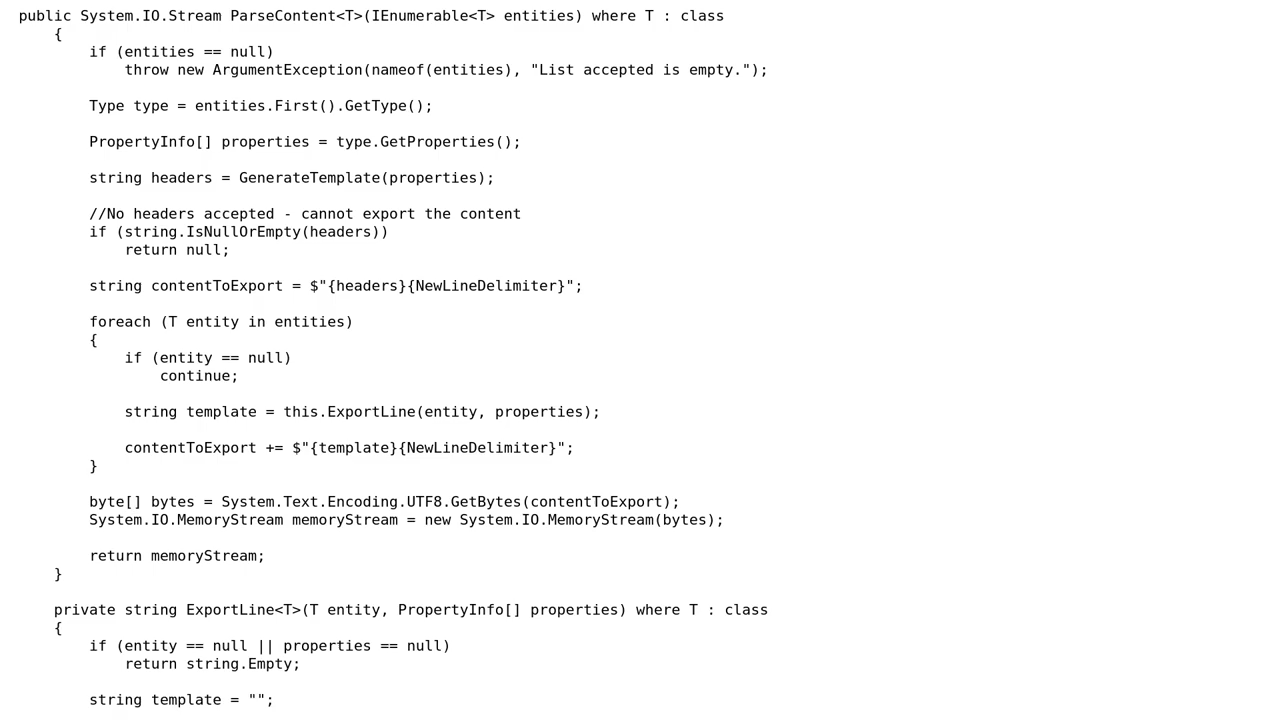 public System.IO.Stream ParseContent<T>(IEnumerable<T> entities) where T : class
    {
        if (entities == null)
            throw new ArgumentException(nameof(entities), "List accepted is empty.");

        Type type = entities.First().GetType();

        PropertyInfo[] properties = type.GetProperties();

        string headers = GenerateTemplate(properties);

        //No headers accepted - cannot export the content
        if (string.IsNullOrEmpty(headers))
            return null;

        string contentToExport = $"{headers}{NewLineDelimiter}";

        foreach (T entity in entities)
        {
            if (entity == null)
                continue;

            string template = this.ExportLine(entity, properties);

            contentToExport += $"{template}{NewLineDelimiter}";
        }

        byte[] bytes = System.Text.Encoding.UTF8.GetBytes(contentToExport);
        System.IO.MemoryStream memoryStream = new System.IO.MemoryStream(bytes);

        return memoryStream;
    }

    private string ExportLine<T>(T entity, PropertyInfo[] properties) where T : class
    {
        if (entity == null || properties == null)
            return string.Empty;

        string template = "";